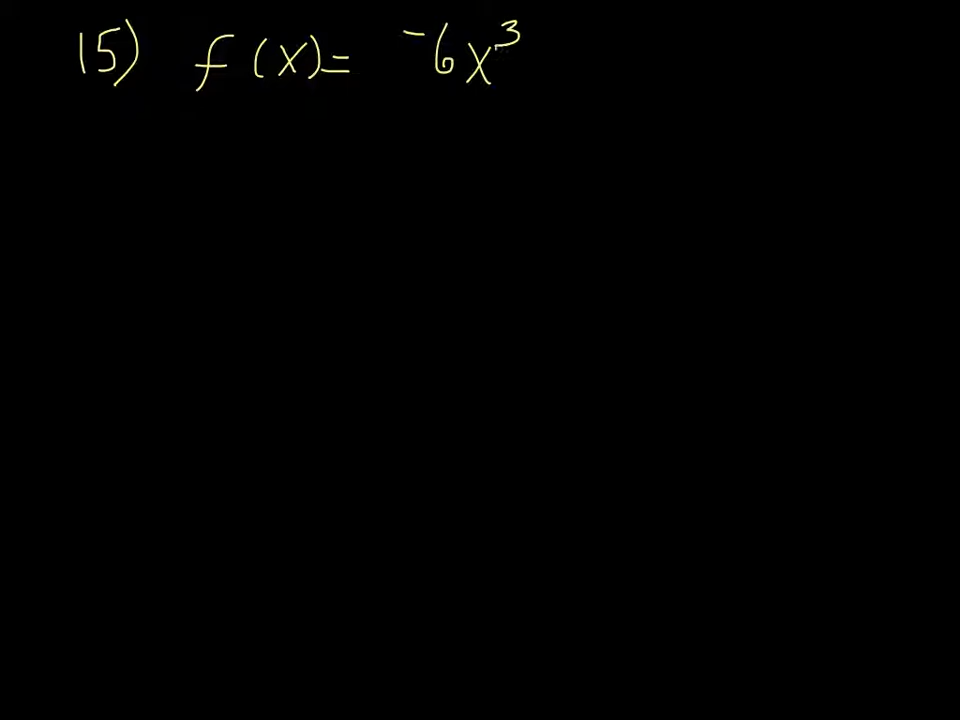 15) f(x)= ⁻6x³